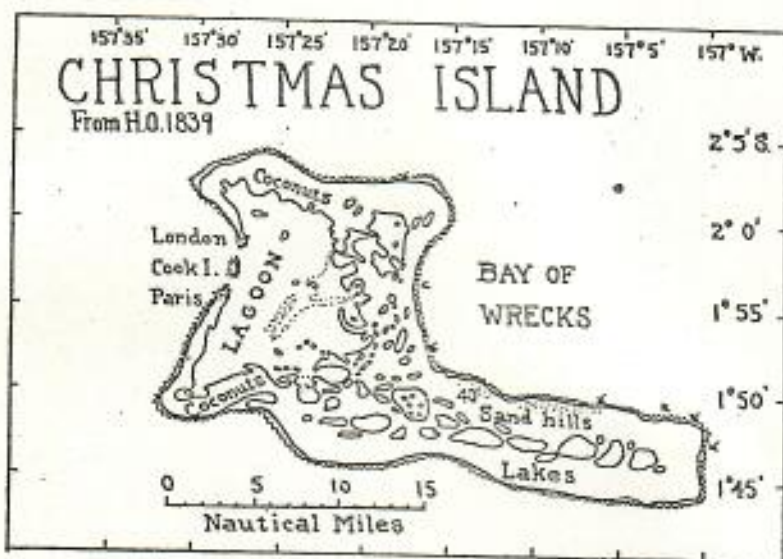 157°35' 157°30' 157°25' 157°20' 157°15' 157°10' 157°5' 157°W.
CHRISTMAS ISLAND
From H.O.1839
2°5'S.
Coconuts
2°0'
London
Cook I.
Paris
LAGOON
BAY OF
WRECKS
1°55'
1°50'
Coconuts
40'
Sand hills
Lakes
1°45'
0 5 10 15
Nautical Miles